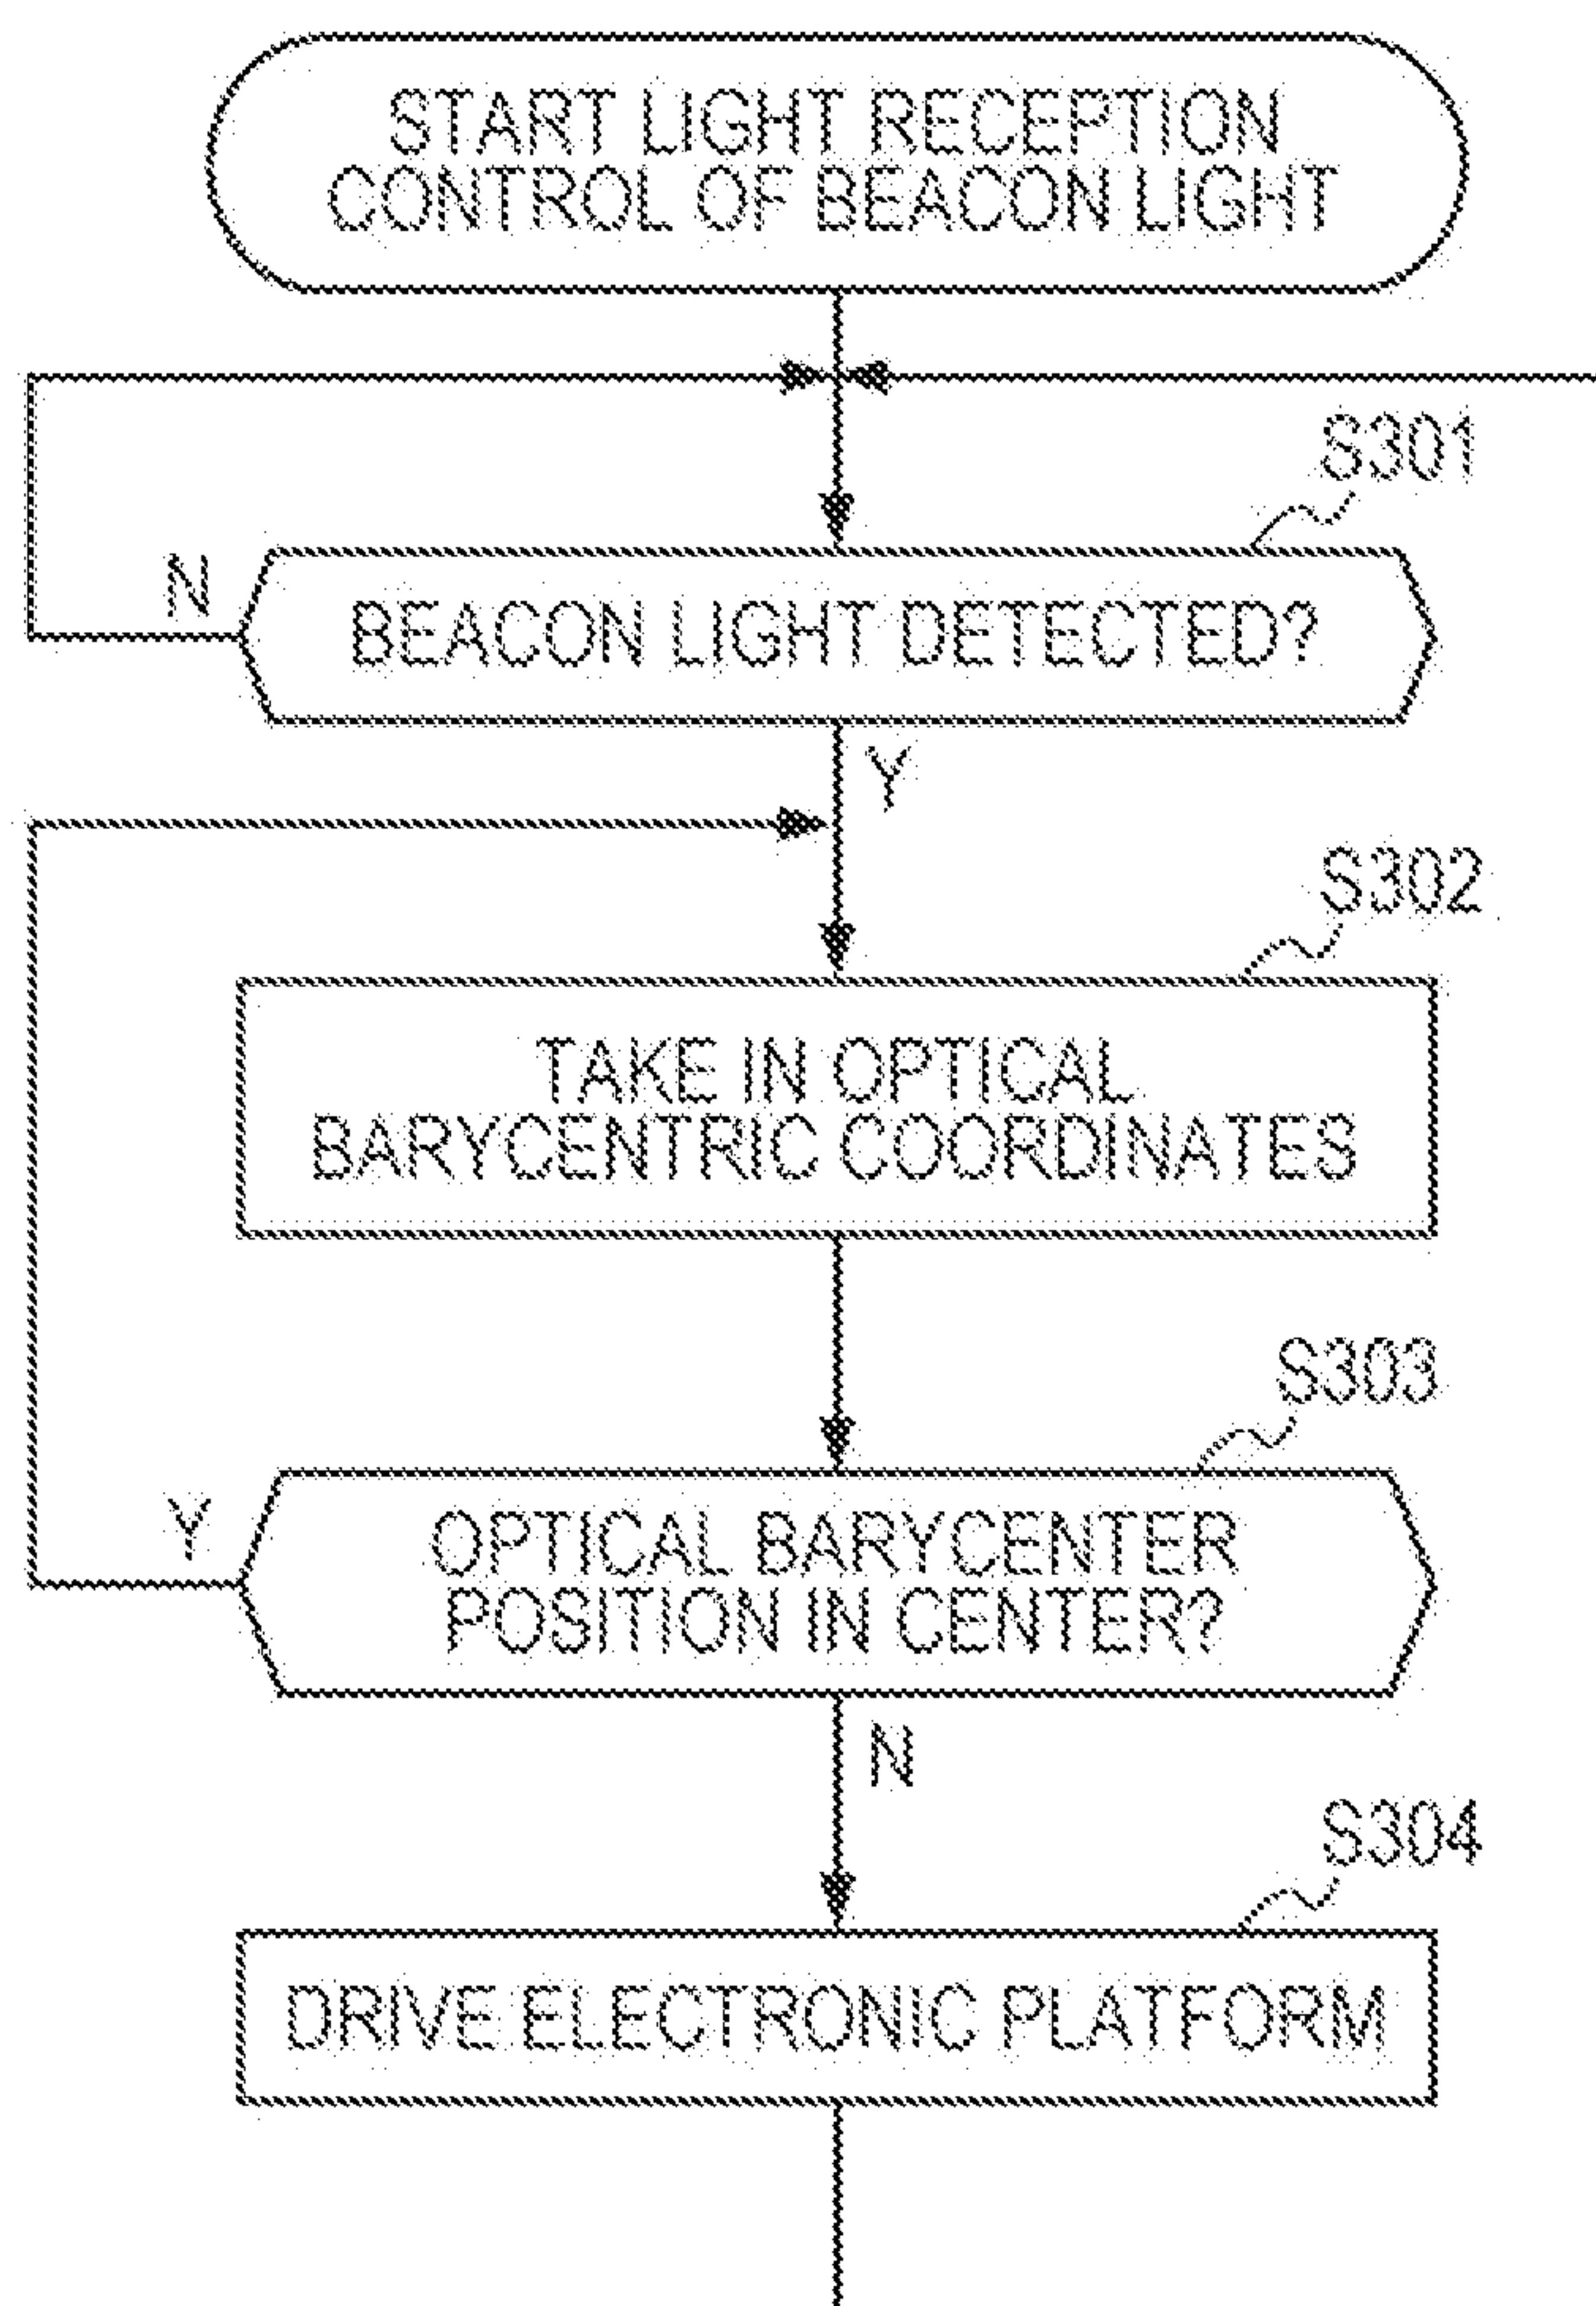 START LIGHT RECEPTION
CONTROL OF BEACON LIGHT
S301
N
BEACON LIGHT DETECTED?
Y
S302
TAKE IN OPTICAL
BARYCENTRIC COORDINATES
S303
Y
OPTICAL BARYCENTER
POSITION IN CENTER?
N
S304
DRIVE ELECTRONIC PLATFORM